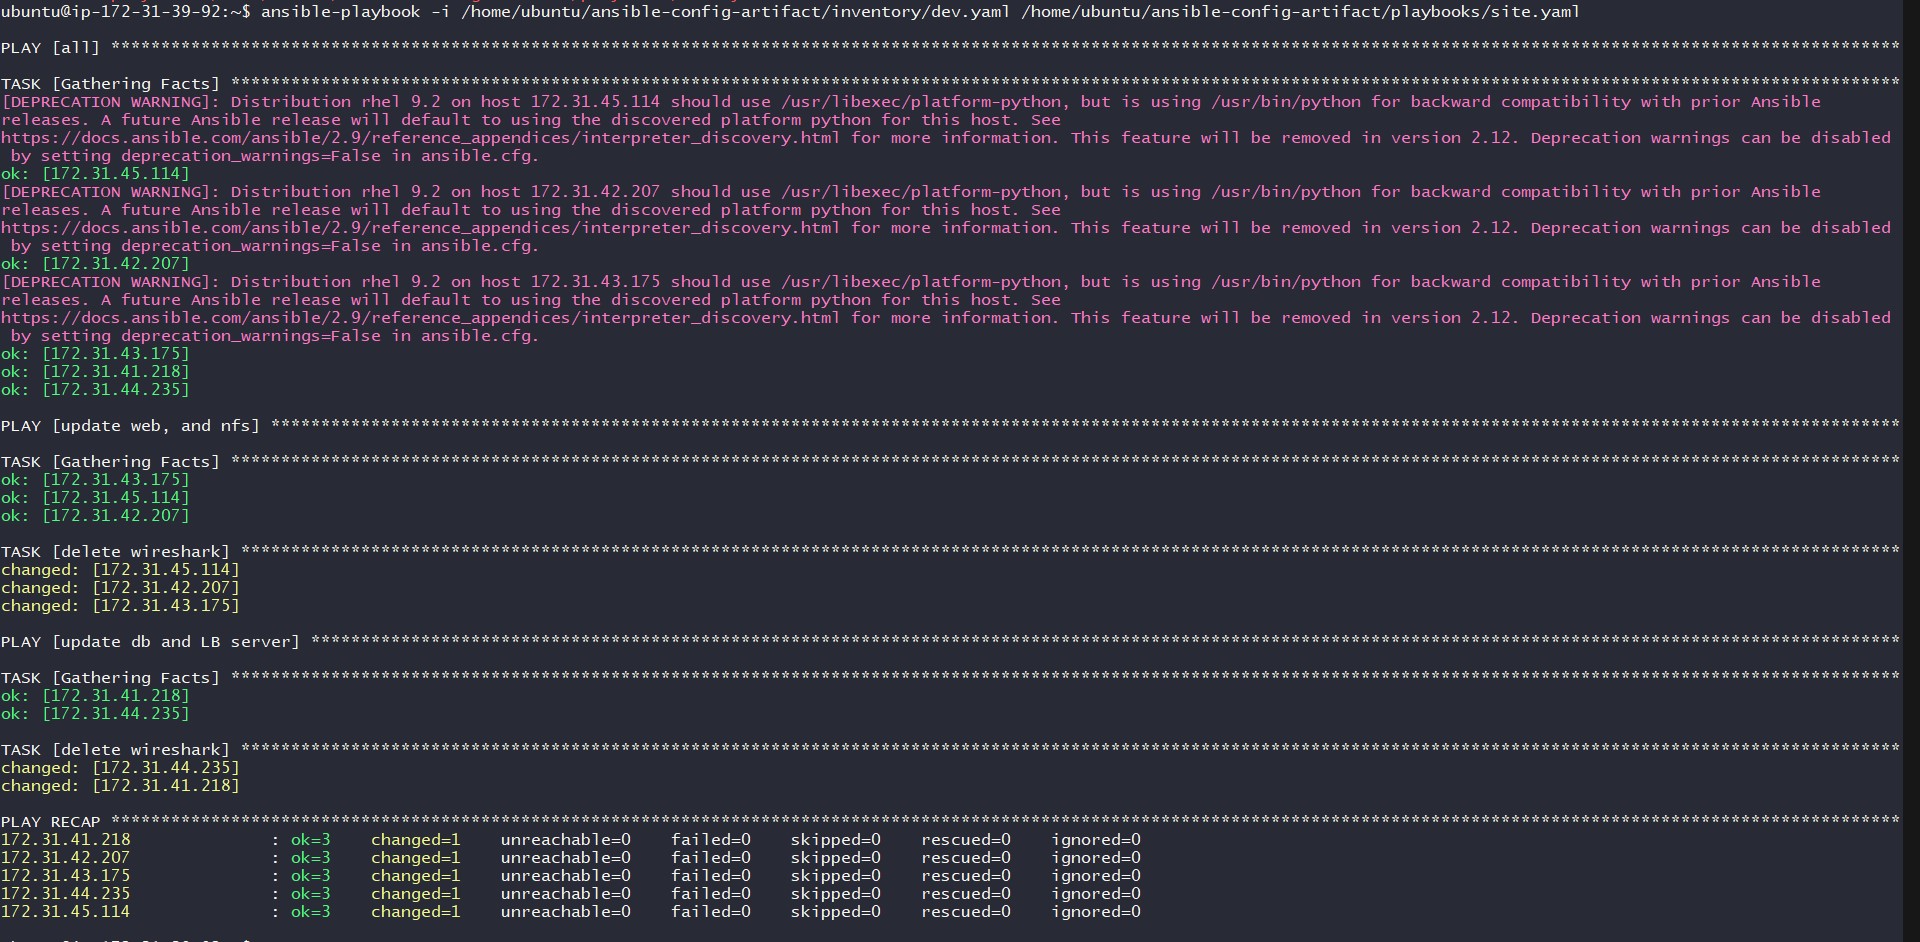 ubuntu@ip-172-31-39-92:~$ ansible-playbook -i /home/ubuntu/ansible-config-artifact/inventory/dev.yaml /home/ubuntu/ansible-config-artifact/playbooks/site.yaml
PLAY [all] ***********************************************************************************************************************************************************************************
TASK [Gathering Facts] ***********************************************************************************************************************************************************************
[DEPRECATION WARNING]: Distribution rhel 9.2 on host 172.31.45.114 should use /usr/libexec/platform-python, but is using /usr/bin/python for backward compatibility with prior Ansible
releases. A future Ansible release will default to using the discovered platform python for this host. See
https://docs.ansible.com/ansible/2.9/reference_appendices/interpreter_discovery.html for more information. This feature will be removed in version 2.12. Deprecation warnings can be disabled
by setting deprecation_warnings=False in ansible.cfg.
ok: [172.31.45.114]
[DEPRECATION WARNING]: Distribution rhel 9.2 on host 172.31.42.207 should use /usr/libexec/platform-python, but is using /usr/bin/python for backward compatibility with prior Ansible
releases. A future Ansible release will default to using the discovered platform python for this host. See
https://docs.ansible.com/ansible/2.9/reference_appendices/interpreter_discovery.html for more information. This feature will be removed in version 2.12. Deprecation warnings can be disabled
by setting deprecation_warnings=False in ansible.cfg.
ok: [172.31.42.207]
[DEPRECATION WARNING]: Distribution rhel 9.2 on host 172.31.43.175 should use /usr/libexec/platform-python, but is using /usr/bin/python for backward compatibility with prior Ansible
releases. A future Ansible release will default to using the discovered platform python for this host. See
https://docs.ansible.com/ansible/2.9/reference_appendices/interpreter_discovery.html for more information. This feature will be removed in version 2.12. Deprecation warnings can be disabled
by setting deprecation_warnings=False in ansible.cfg.
ok: [172.31.43.175]
ok: [172.31.41.218]
ok: [172.31.44.235]
PLAY [update web, and nfs] *******************************************************************************************************************************************************************
TASK [Gathering Facts] ***********************************************************************************************************************************************************************
ok: [172.31.43.175]
ok: [172.31.45.114]
ok: [172.31.42.207]
TASK [delete wireshark] **********************************************************************************************************************************************************************
changed: [172.31.45.114]
changed: [172.31.42.207]
changed: [172.31.43.175]
PLAY [update db and LB server] ***************************************************************************************************************************************************************
TASK [Gathering Facts] ***********************************************************************************************************************************************************************
ok: [172.31.41.218]
ok: [172.31.44.235]
TASK [delete wireshark] **********************************************************************************************************************************************************************
changed: [172.31.44.235]
changed: [172.31.41.218]
PLAY RECAP ***********************************************************************************************************************************************************************************
172.31.41.218 : ok=3 changed=1 unreachable=0 failed=0 skipped=0 rescued=0 ignored=0
172.31.42.207 : ok=3 changed=1 unreachable=0 failed=0 skipped=0 rescued=0 ignored=0
172.31.43.175 : ok=3 changed=1 unreachable=0 failed=0 skipped=0 rescued=0 ignored=0
172.31.44.235 : ok=3 changed=1 unreachable=0 failed=0 skipped=0 rescued=0 ignored=0
172.31.45.114 : ok=3 changed=1 unreachable=0 failed=0 skipped=0 rescued=0 ignored=0